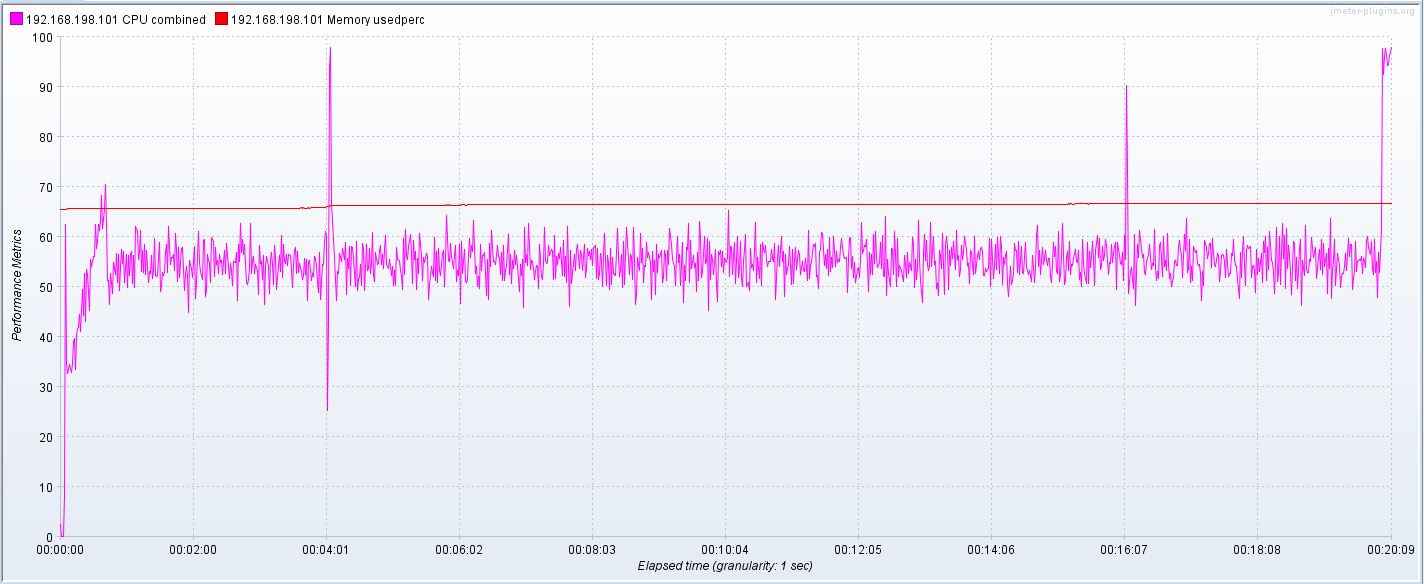 jmeter-plugins.org
192.168.198.101 CPU combined 192.168.198.101 Memory usedperc
100
90
80
70
60
50
40
30
20
10
0
Performance Metrics
00:00:00 00:02:00 00:04:01 00:06:02 00:08:03 00:10:04 00:12:05 00:14:06 00:16:07 00:18:08 00:20:09
Elapsed time (granularity: 1 sec)